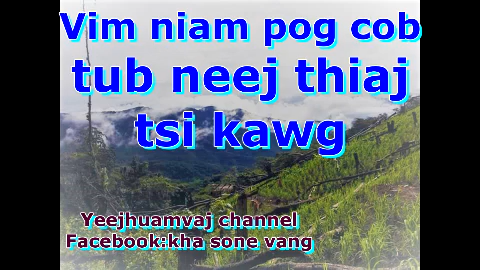 Vim niam pog cob
tub neej thiaj
tsi kawg
Yeejhuamvaj channel
Facebook:kha sone vang